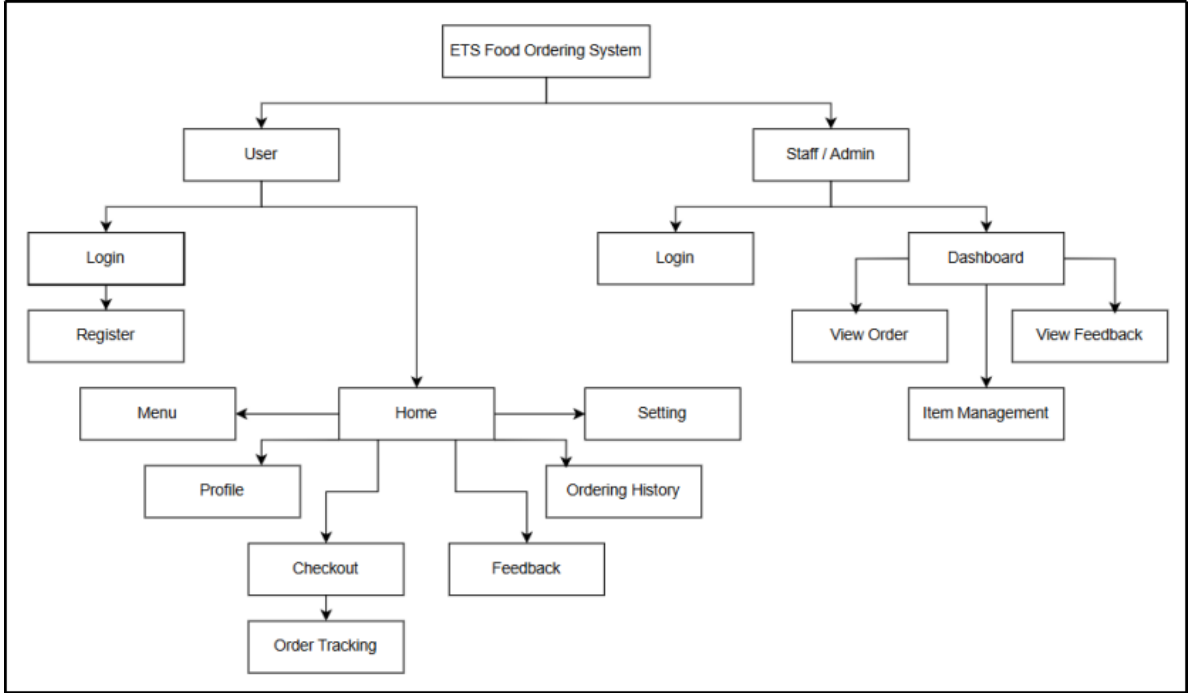 ETS Food Ordering System
User
Staff / Admin
Login
Login
Dashboard
Register
View Order
View Feedback
Menu
Home
Setting
Item Management
Profile
Ordering History
Checkout
Feedback
Order Tracking